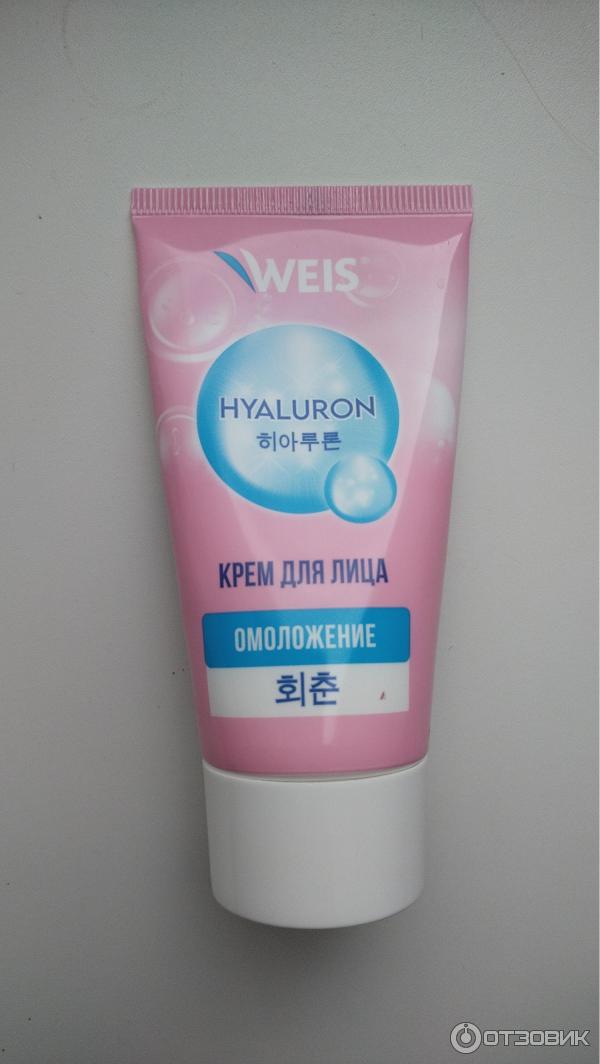 WEIS
HYALURON
히아루론
КРЕМ ДЛЯ ЛИЦА
ОМОЛОЖЕНИЕ
회춘
ОТЗОВИК